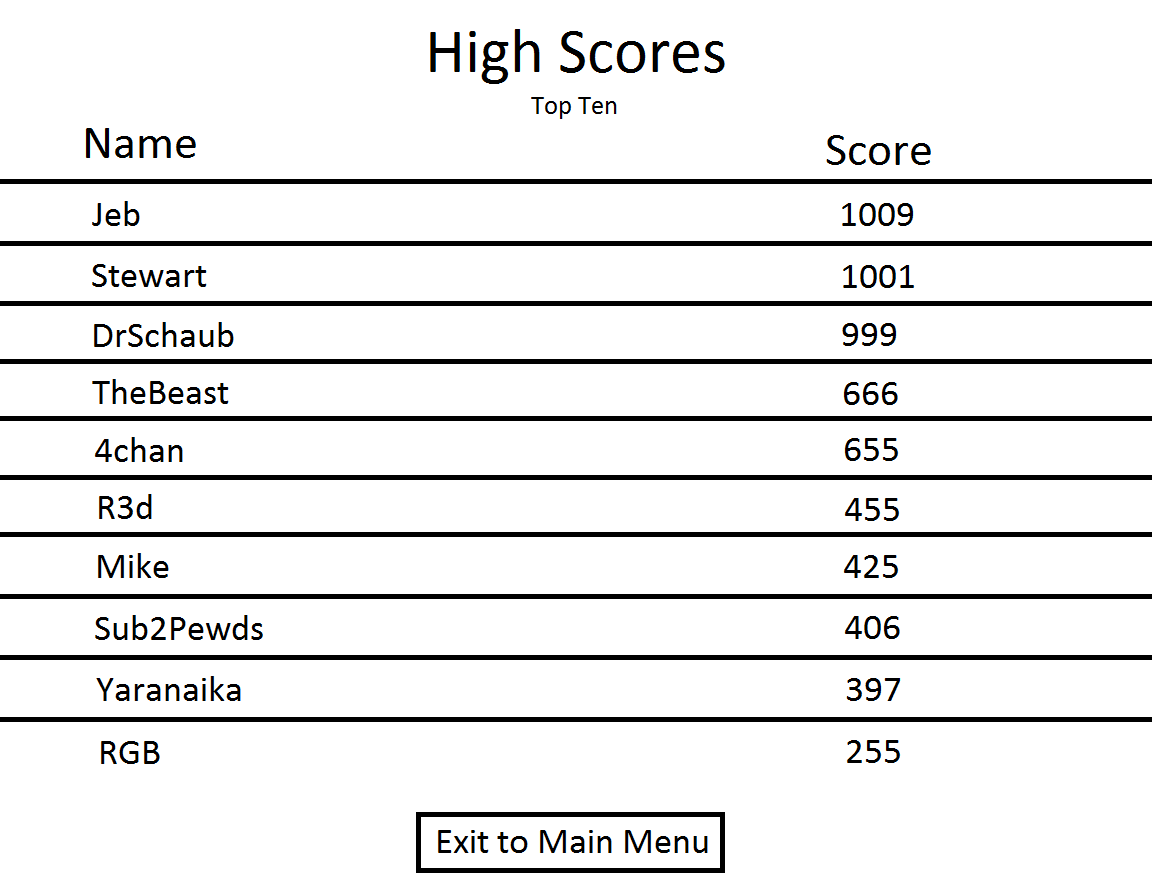 High Scores
Top Ten
Name Score
Jeb 1009
Stewart 1001
DrSchaub 999
TheBeast 666
4chan 655
R3d 455
Mike 425
Sub2Pewds 406
Yaranaika 397
RGB 255
Exit to Main Menu